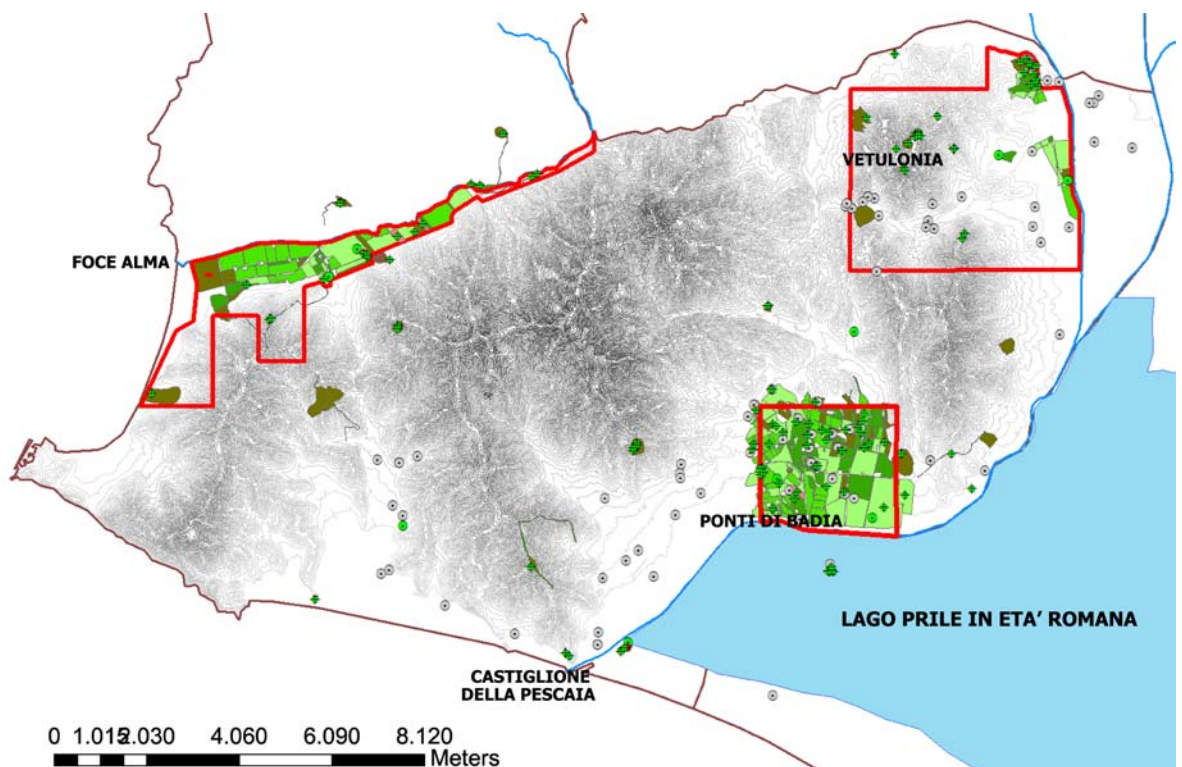 VETULONIA
FOCE ALMA
PONTI DI BADIA
LAGO PRILE IN ETA’ ROMANA
CASTIGLIONE
DELLA PESCAIA
0 1.015 2.030 4.060 6.090 8.120
Meters